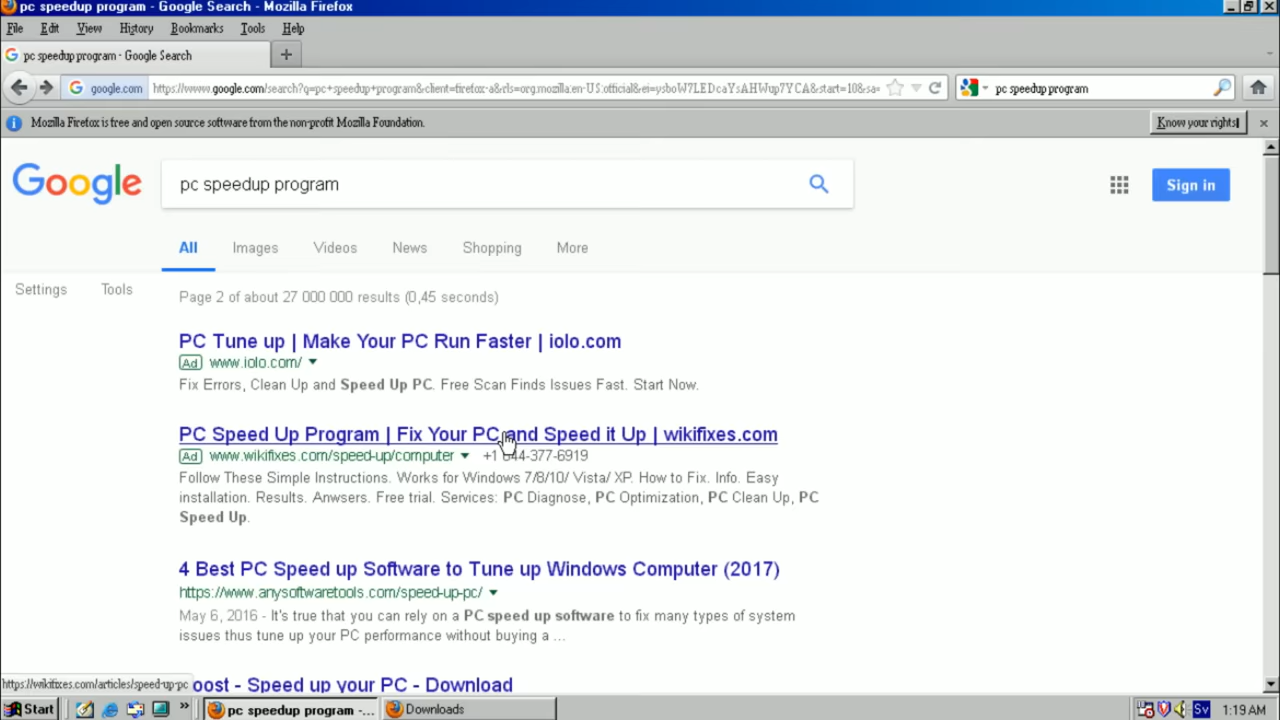 pc speedup program - Google Search - Mozilla Firefox
File Edit View History Bookmarks Tools Help
pc speedup program - Google Search
google.com https://www.google.com/search?q=pc+speedup+program&client=firefox-a&rls=org.mozilla:en-US:official&ei=ysboW7LEDcaYsAHWup7YCA&start=10&sa= pc speedup program
Mozilla Firefox is free and open source software from the non-profit Mozilla Foundation. Know your rights!
Google pc speedup program Sign in
All Images Videos News Shopping More
Settings Tools
Page 2 of about 27 000 000 results (0,45 seconds)
PC Tune up | Make Your PC Run Faster | iolo.com
Ad www.iolo.com/
Fix Errors, Clean Up and Speed Up PC. Free Scan Finds Issues Fast. Start Now.
PC Speed Up Program | Fix Your PC and Speed it Up | wikifixes.com
Ad www.wikifixes.com/speed-up/computer +1 844-377-6919
Follow These Simple Instructions. Works for Windows 7/8/10/ Vista/ XP. How to Fix. Info. Easy
installation. Results. Anwsers. Free trial. Services: PC Diagnose, PC Optimization, PC Clean Up, PC
Speed Up.
4 Best PC Speed up Software to Tune up Windows Computer (2017)
https://www.anysoftwaretools.com/speed-up-pc/
May 6, 2016 - It's true that you can rely on a PC speed up software to fix many types of system
issues thus tune up your PC performance without buying a ...
oost - Speed up your PC - Download
https://wikifixes.com/articles/speed-up-pc
Start pc speedup program -... Downloads Sv 1:19 AM